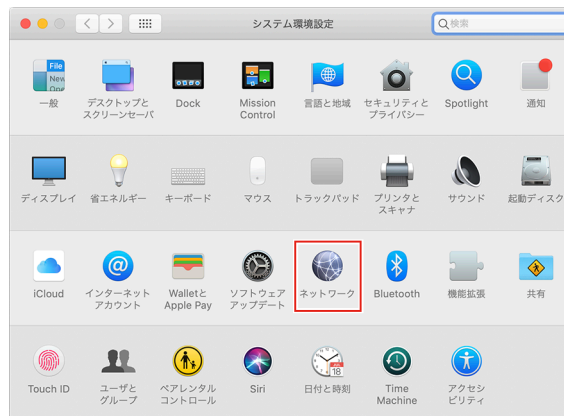 システム環境設定
検索
File
New
一般
デスクトップと
スクリーンセーバ
Dock
Mission
Control
言語と地域
セキュリティと
プライバシー
Spotlight
通知
ディスプレイ
省エネルギー
キーボード
マウス
トラックパッド
プリンタと
スキャナ
サウンド
起動ディスク
iCloud
インターネット
アカウント
Walletと
Apple Pay
ソフトウェア
アップデート
ネットワーク
Bluetooth
機能拡張
共有
Touch ID
ユーザと
グループ
ペアレンタル
コントロール
Siri
18
日付と時刻
Time
Machine
アクセシ
ビリティ